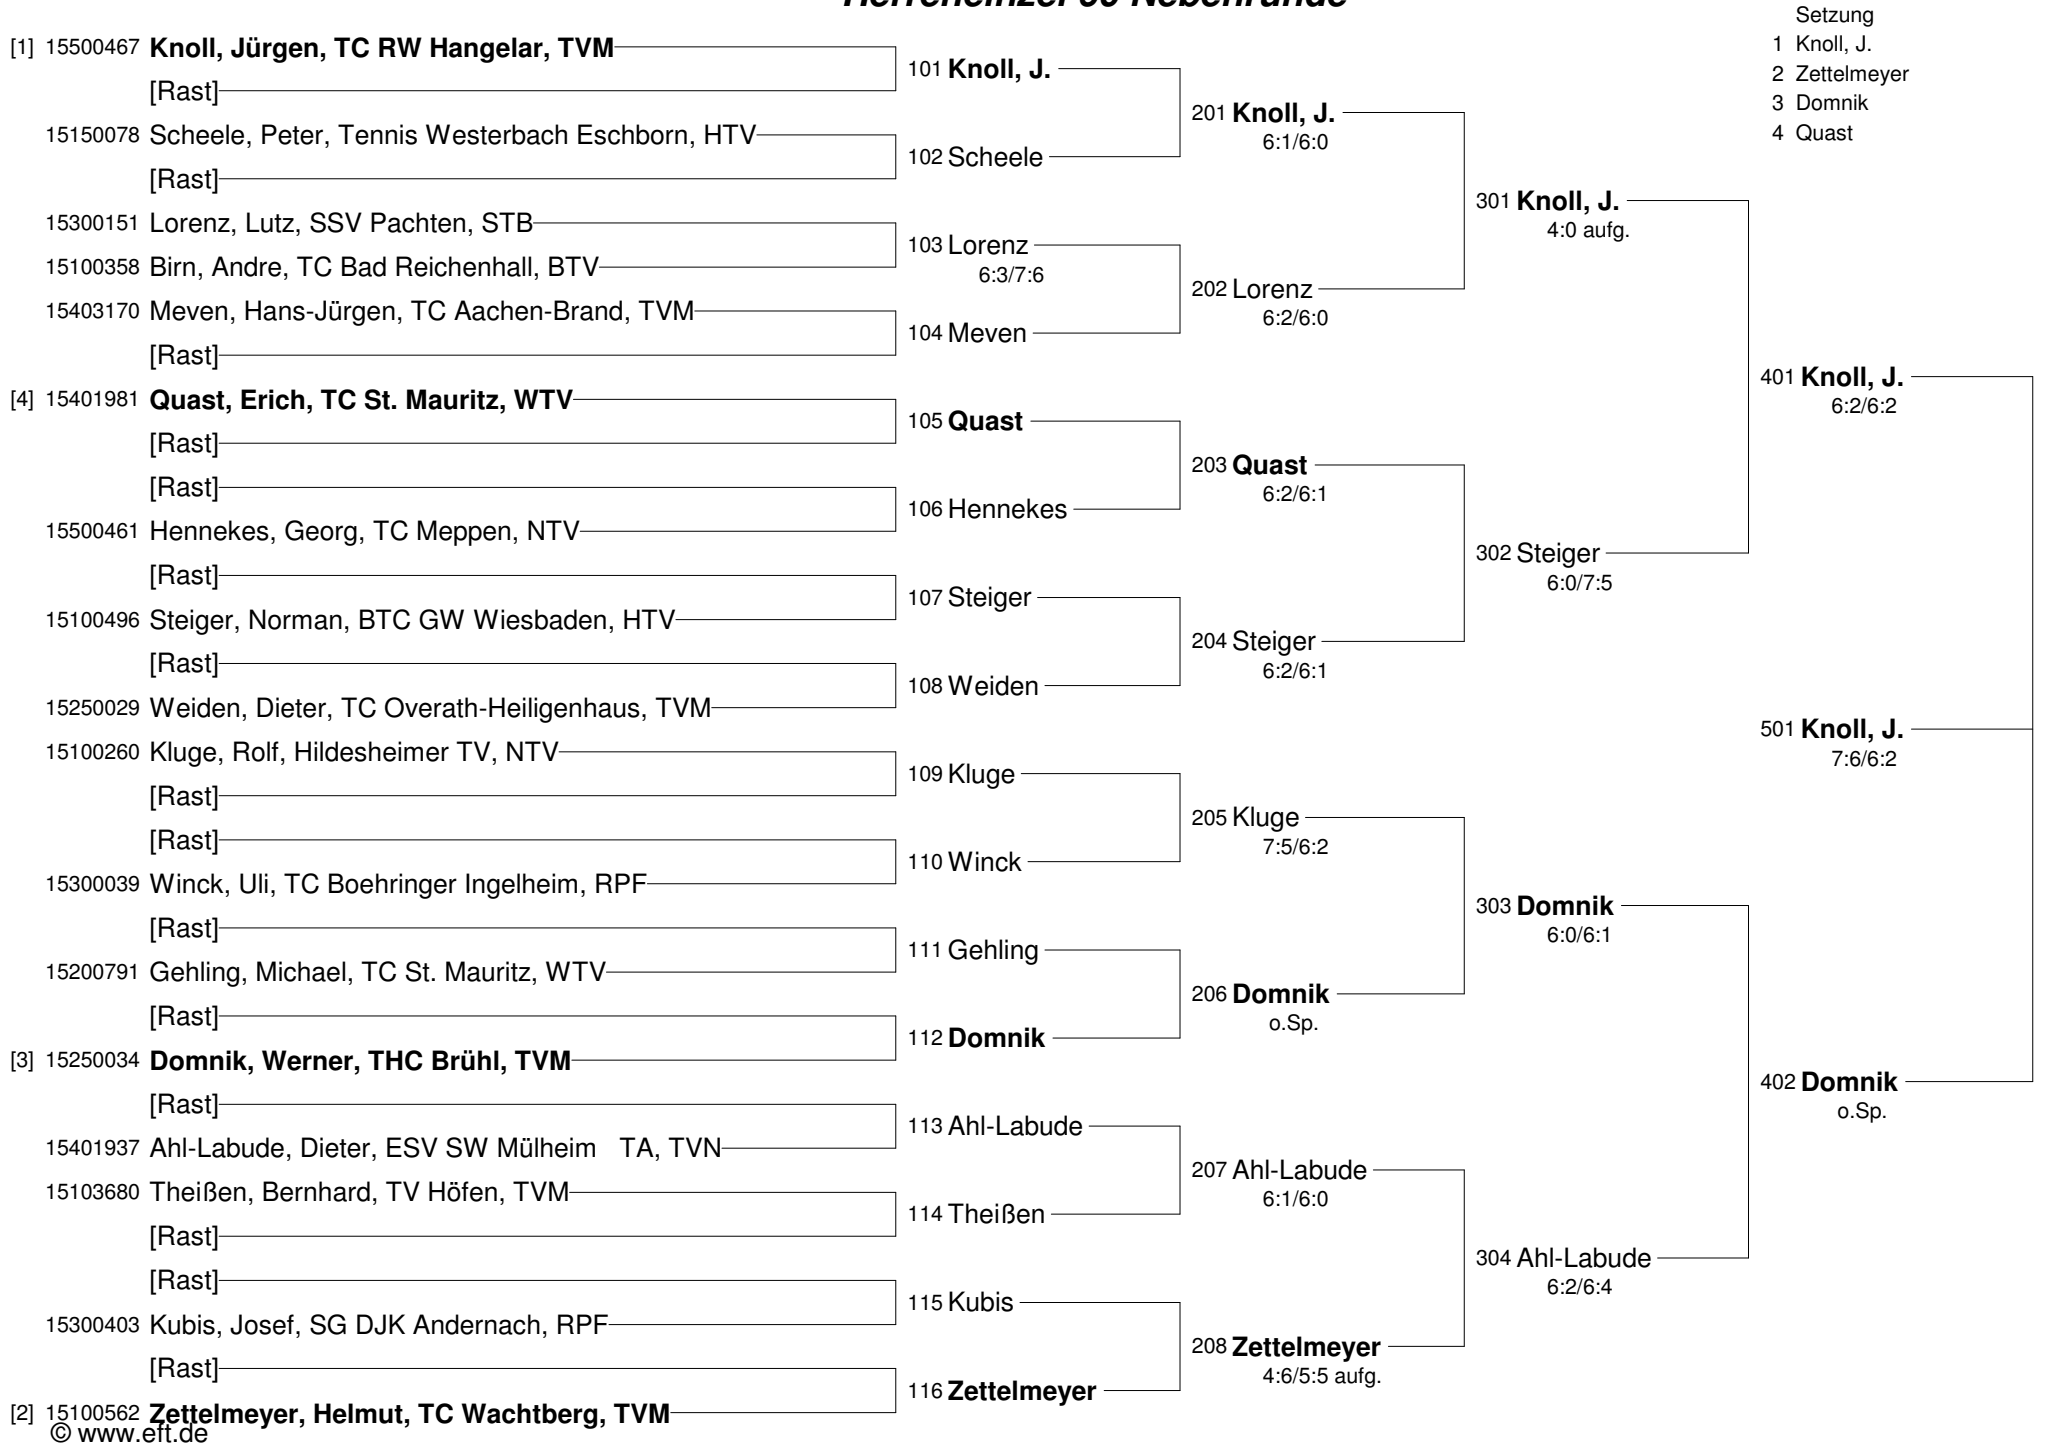 Herreneinzel 50 Nebenrunde
Setzung
1 Knoll, J.
2 Zettelmeyer
3 Domnik
4 Quast
[1] 15500467 Knoll, Jürgen, TC RW Hangelar, TVM
[Rast]
15150078 Scheele, Peter, Tennis Westerbach Eschborn, HTV
[Rast]
15300151 Lorenz, Lutz, SSV Pachten, STB
15100358 Birn, Andre, TC Bad Reichenhall, BTV
15403170 Meven, Hans-Jürgen, TC Aachen-Brand, TVM
[Rast]
[4] 15401981 Quast, Erich, TC St. Mauritz, WTV
[Rast]
[Rast]
15500461 Hennekes, Georg, TC Meppen, NTV
[Rast]
15100496 Steiger, Norman, BTC GW Wiesbaden, HTV
[Rast]
15250029 Weiden, Dieter, TC Overath-Heiligenhaus, TVM
15100260 Kluge, Rolf, Hildesheimer TV, NTV
[Rast]
[Rast]
15300039 Winck, Uli, TC Boehringer Ingelheim, RPF
[Rast]
15200791 Gehling, Michael, TC St. Mauritz, WTV
[Rast]
[3] 15250034 Domnik, Werner, THC Brühl, TVM
[Rast]
15401937 Ahl-Labude, Dieter, ESV SW Mülheim TA, TVN
15103680 Theißen, Bernhard, TV Höfen, TVM
[Rast]
[Rast]
15300403 Kubis, Josef, SG DJK Andernach, RPF
[Rast]
[2] 15100562 Zettelmeyer, Helmut, TC Wachtberg, TVM
© www.eft.de
101 Knoll, J.
102 Scheele
103 Lorenz
6:3/7:6
104 Meven
105 Quast
106 Hennekes
107 Steiger
108 Weiden
109 Kluge
110 Winck
111 Gehling
112 Domnik
113 Ahl-Labude
114 Theißen
115 Kubis
116 Zettelmeyer
201 Knoll, J.
6:1/6:0
202 Lorenz
6:2/6:0
203 Quast
6:2/6:1
204 Steiger
6:2/6:1
205 Kluge
7:5/6:2
206 Domnik
o.Sp.
207 Ahl-Labude
6:1/6:0
208 Zettelmeyer
4:6/5:5 aufg.
301 Knoll, J.
4:0 aufg.
302 Steiger
6:0/7:5
303 Domnik
6:0/6:1
304 Ahl-Labude
6:2/6:4
401 Knoll, J.
6:2/6:2
501 Knoll, J.
7:6/6:2
402 Domnik
o.Sp.